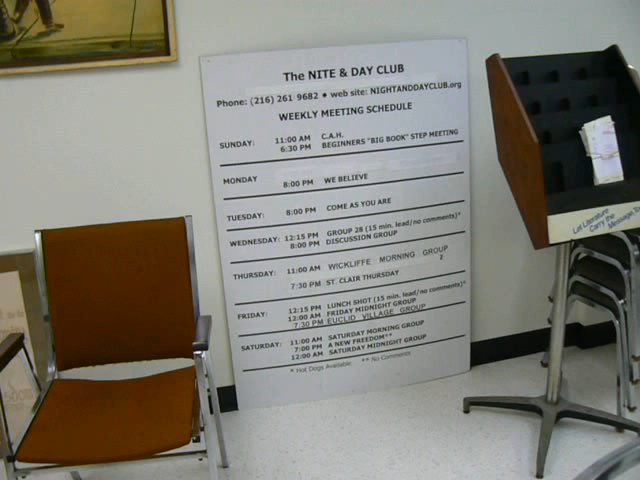 The NITE & DAY CLUB
Phone: (216) 261 9682 • web site: NIGHTANDDAYCLUB.org
WEEKLY MEETING SCHEDULE
SUNDAY: 11:00 AM C.A.H.
6:30 PM BEGINNERS "BIG BOOK" STEP MEETING
MONDAY 8:00 PM WE BELIEVE
TUESDAY: 8:00 PM COME AS YOU ARE
WEDNESDAY: 12:15 PM GROUP 28 (15 min. lead/no comments)*
8:00 PM DISCUSSION GROUP
THURSDAY: 11:00 AM WICKLIFFE MORNING GROUP
2
7:30 PM ST. CLAIR THURSDAY
FRIDAY: 12:15 PM LUNCH SHOT (15 min. lead/no comments)*
12:00 AM FRIDAY MIDNIGHT GROUP
7:30 PM EUCLID VILLAGE GROUP
SATURDAY: 11:00 AM SATURDAY MORNING GROUP
7:00 PM A NEW FREEDOM**
12:00 AM SATURDAY MIDNIGHT GROUP
* Hot Dogs Available ** No Comments
Let Literature
Carry the Message, To